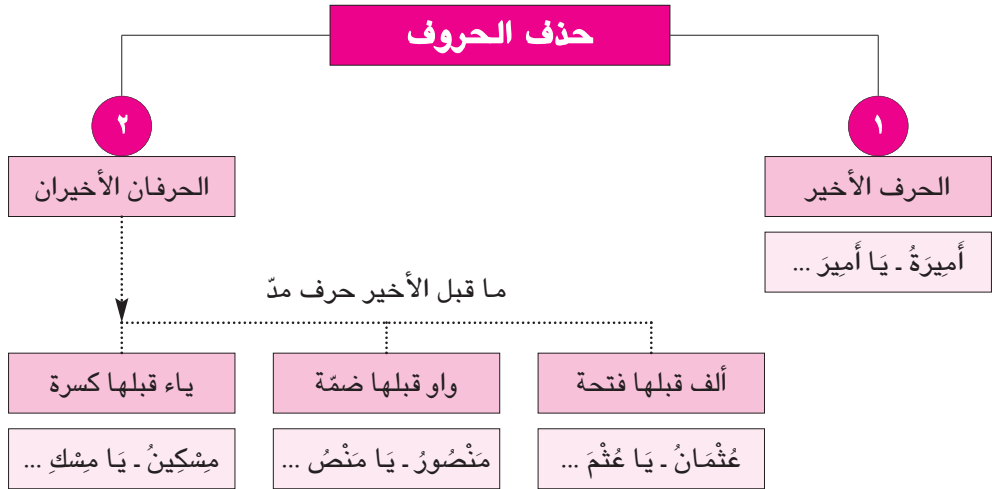 حذف الحروف
١
٢
الحرف الأخير
الحرفان الأخيران
أَمِيرَةُ ـ يَا أَمِيرَ ...
ما قبل الأخير حرف مدّ
ألف قبلها فتحة
واو قبلها ضمّة
ياء قبلها كسرة
عُثْمَانُ ـ يَا عُثْمَ ...
مَنْصُورُ ـ يَا مَنْصُ ...
مِسْكِينُ ـ يَا مِسْكِ ...